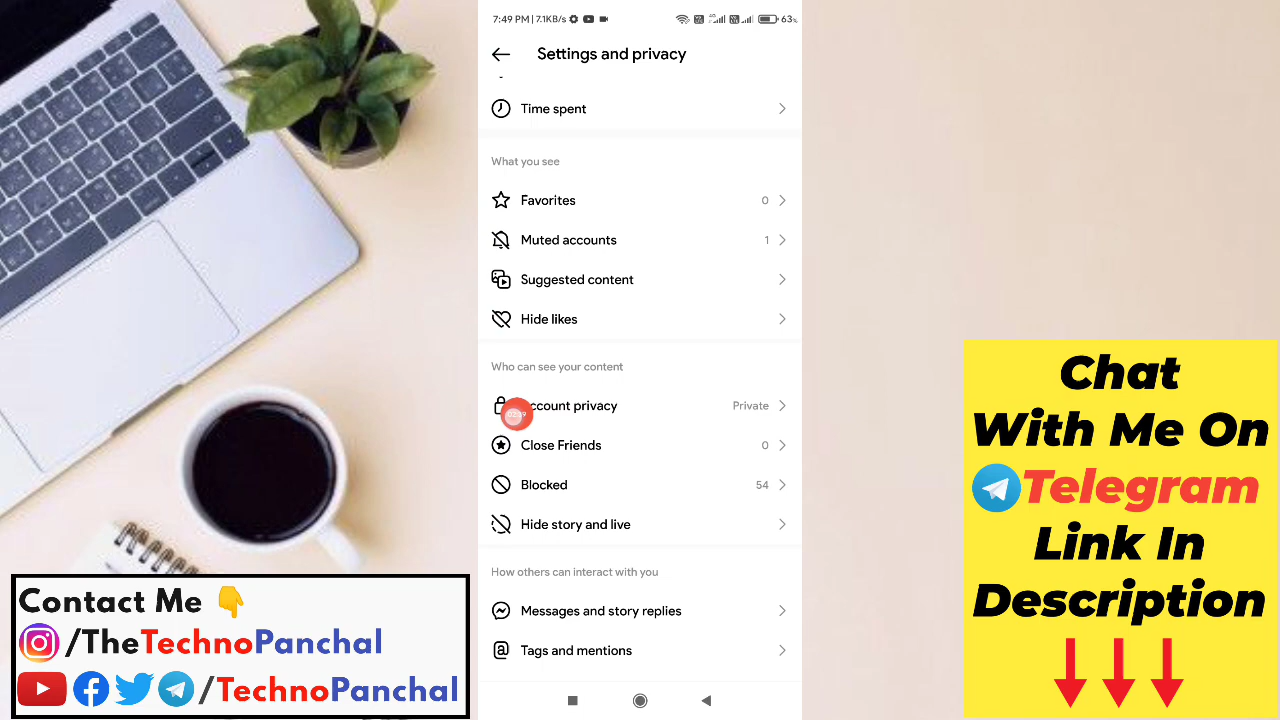 7:49 PM | 7.1KB/s 63%
Settings and privacy
Time spent
What you see
Favorites 0
Muted accounts 1
Suggested content
Hide likes
Who can see your content
ccount privacy Private
Close Friends 0
Blocked 54
Hide story and live
How others can interact with you
Messages and story replies
Tags and mentions
Contact Me 👇
/TheTechnoPanchal
/TechnoPanchal
Chat
With Me On
Telegram
Link In
Description